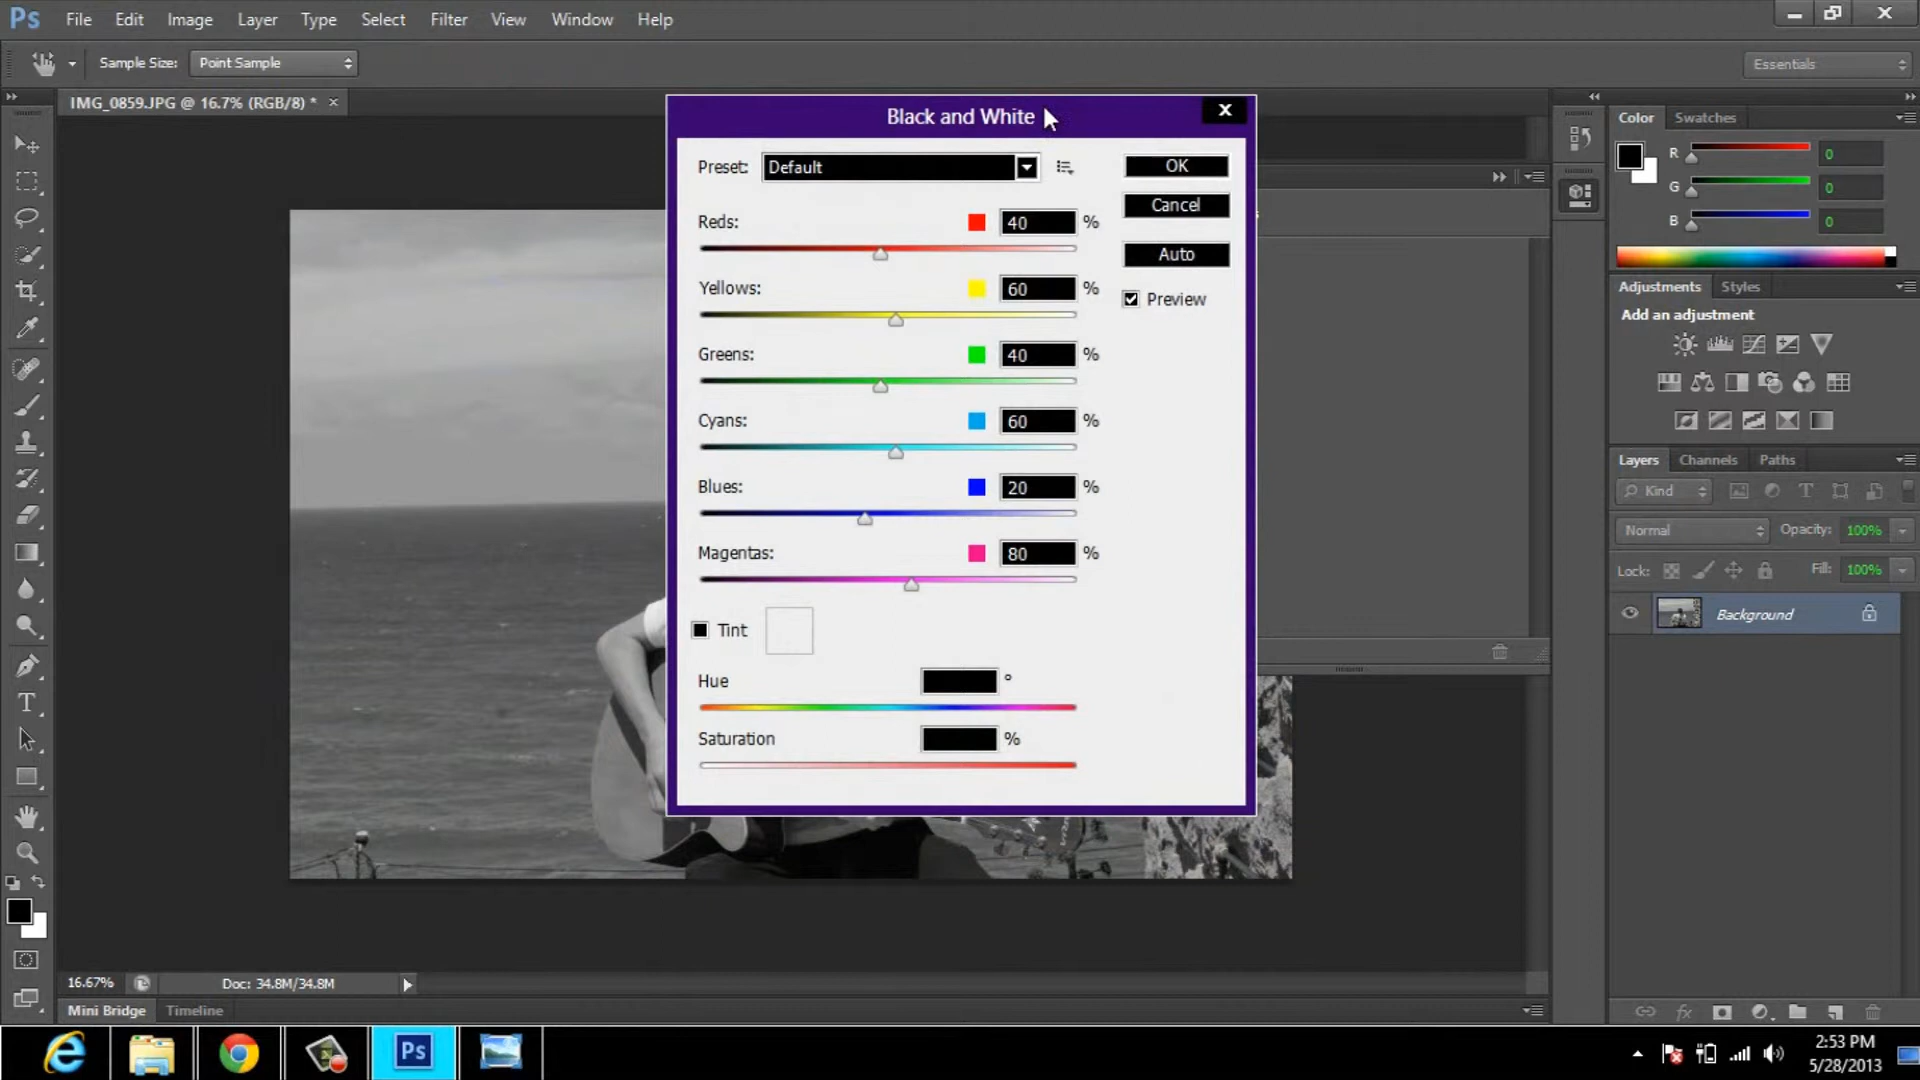 Ps File Edit Image Layer Type Select Filter View Window Help
Sample Size: Point Sample Essentials
IMG_0859.JPG @ 16.7% (RGB/8) * ×
Black and White
Preset: Default OK
Cancel
Reds: 40 %
Auto
Yellows: 60 %
Preview
Greens: 40 %
Cyans: 60 %
Blues: 20 %
Magentas: 80 %
Tint
Hue °
Saturation %
Color Swatches
R 0
G 0
B 0
Adjustments Styles
Add an adjustment
Layers Channels Paths
Kind
Normal Opacity: 100%
Lock: Fill: 100%
Background
16.67% Doc: 34.8M/34.8M
Mini Bridge Timeline
fx
Ps
2:53 PM
5/28/2013